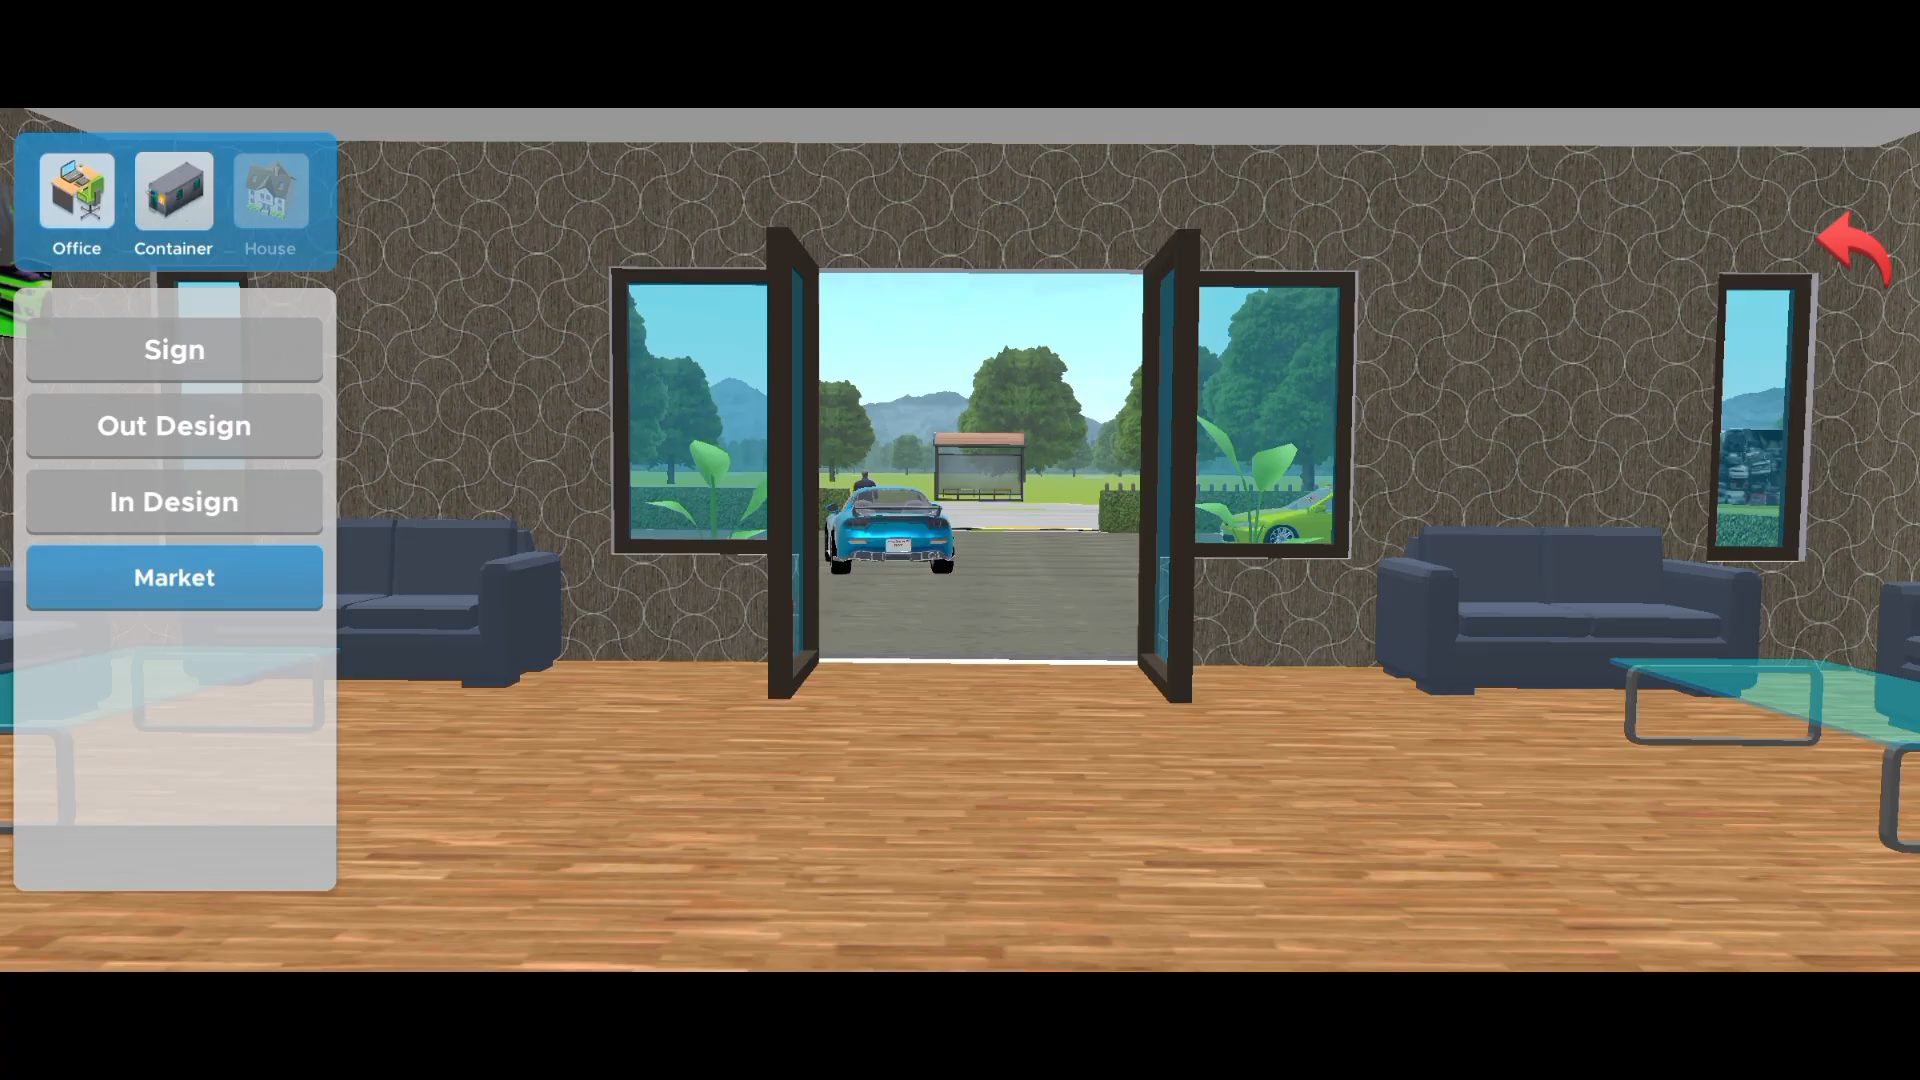 Office
Container
House
Sign
Out Design
In Design
Market